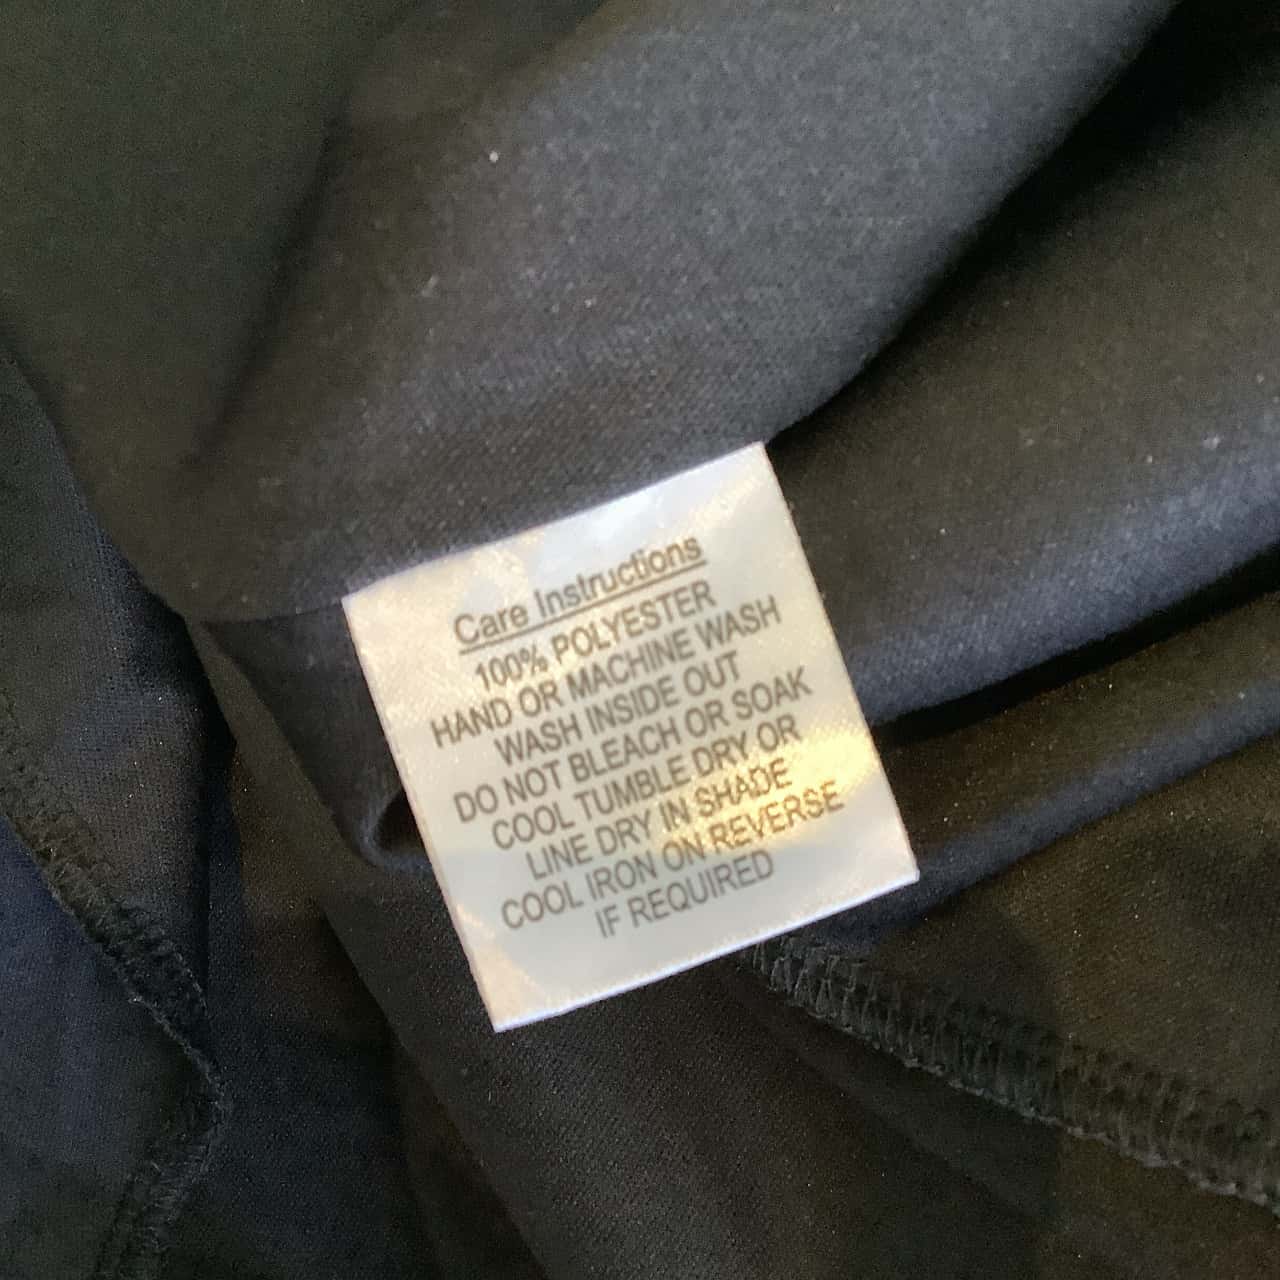 Care Instructions
100% POLYESTER
HAND OR MACHINE WASH
WASH INSIDE OUT
DO NOT BLEACH OR SOAK
COOL TUMBLE DRY OR
LINE DRY IN SHADE
COOL IRON ON REVERSE
IF REQUIRED